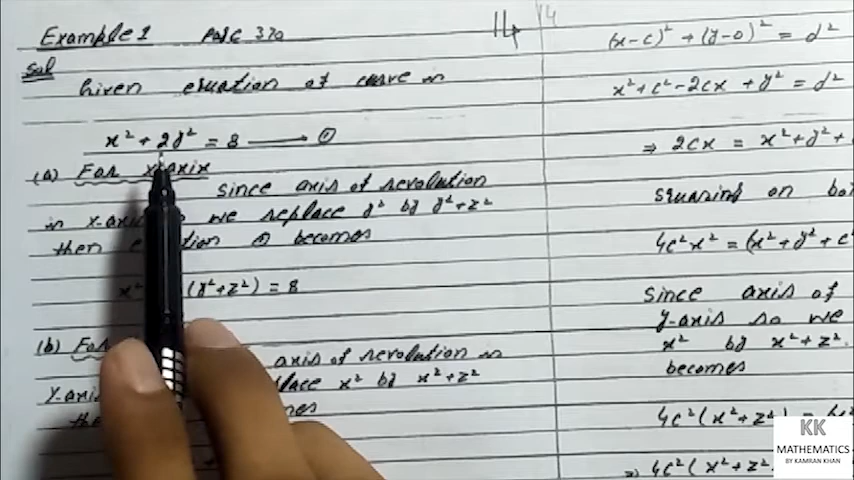 Example 1 PAGE 370
Sol
Given equation of curve is
x² + 2y² = 8 ——→ ①
(a) For x-axix
since axis of revolution
is x-axis we replace y² by y²+z²
then equation ① becomes
x² (y²+z²) = 8
(b) For
axis of revolution is
y-axis replace x² by x²+z²
14
(x-c)² + (y-0)² = d²
x²+c²-2cx + y² = d²
⇒ 2cx = x²+y²+
squaring on
4c²x² = (x²+y²+c²
since axis of
y-axis so we
x² by x²+z².
becomes
4c²(x²+z²) =
⇒ 4c²(x²+z²
KK
MATHEMATICS
BY KAMRAN KHAN